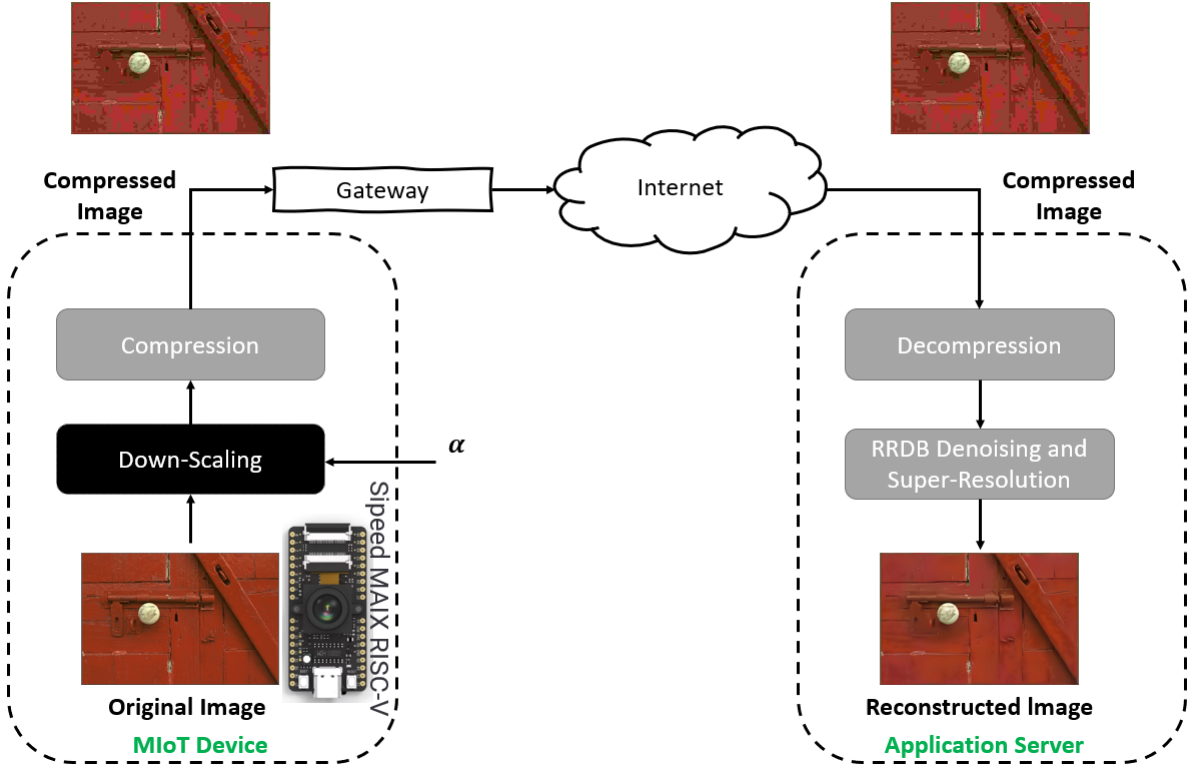 Compressed
Image
Gateway
Internet
Compressed
Image
Compression
Decompression
Down-Scaling
α
RRDB Denoising and
Super-Resolution
Sipeed MAIX RISC-V
Original Image
Reconstructed Image
MIoT Device
Application Server